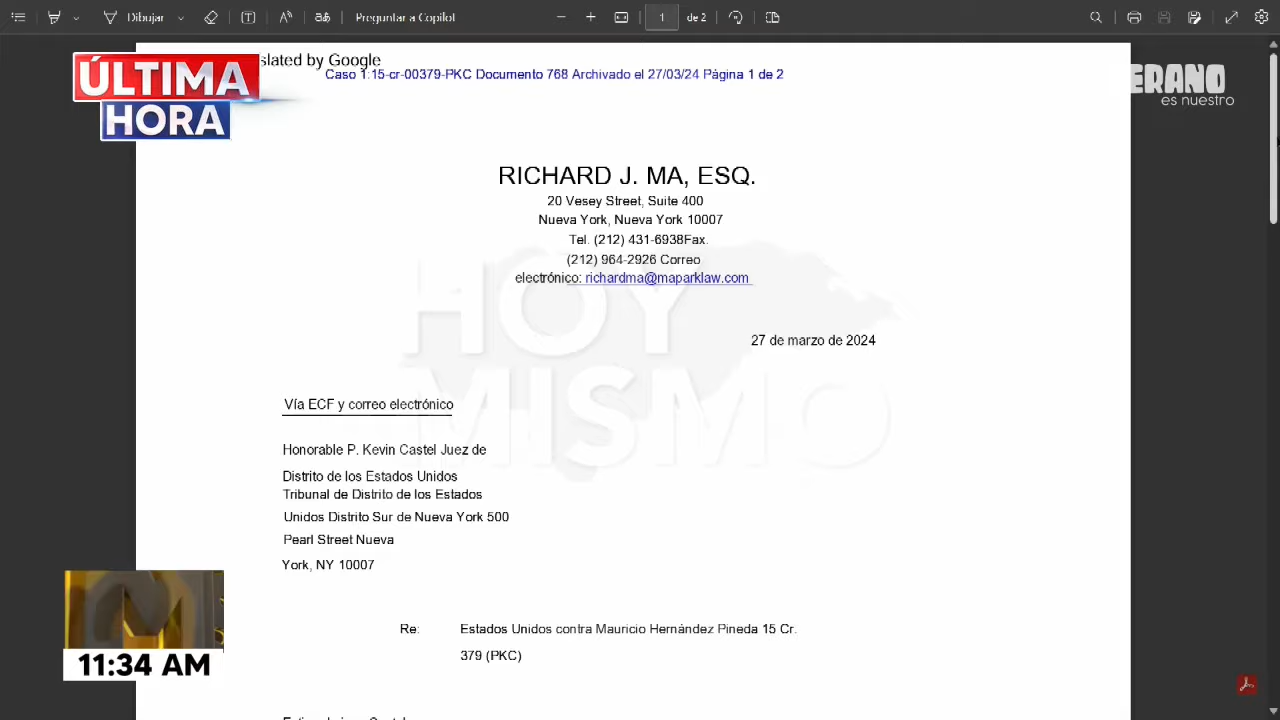 Dibujar
Preguntar a Copilot
1 de 2
slated by Google
Caso 1:15-cr-00379-PKC Documento 768 Archivado el 27/03/24 Página 1 de 2
ÚLTIMA
HORA
ERANO
es nuestro
RICHARD J. MA, ESQ.
20 Vesey Street, Suite 400
Nueva York, Nueva York 10007
Tel. (212) 431-6938Fax.
(212) 964-2926 Correo
electrónico: richardma@maparklaw.com
HOY
MISMO
27 de marzo de 2024
Vía ECF y correo electrónico
Honorable P. Kevin Castel Juez de
Distrito de los Estados Unidos
Tribunal de Distrito de los Estados
Unidos Distrito Sur de Nueva York 500
Pearl Street Nueva
York, NY 10007
Re: Estados Unidos contra Mauricio Hernández Pineda 15 Cr.
379 (PKC)
M
11:34 AM